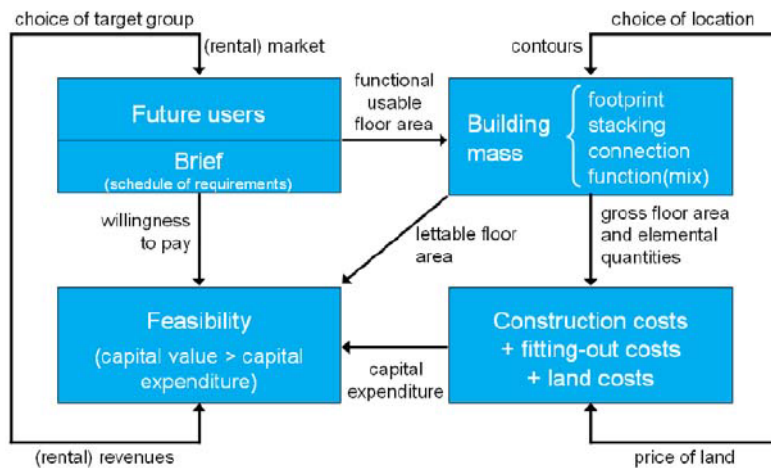 choice of target group
choice of location
(rental) market
contours
Future users
Brief
(schedule of requirements)
functional
usable
floor area
Building
mass
footprint
stacking
connection
function(mix)
willingness
to pay
lettable floor
area
gross floor area
and elemental
quantities
Feasibility
(capital value > capital
expenditure)
capital
expenditure
Construction costs
+ fitting-out costs
+ land costs
(rental) revenues
price of land